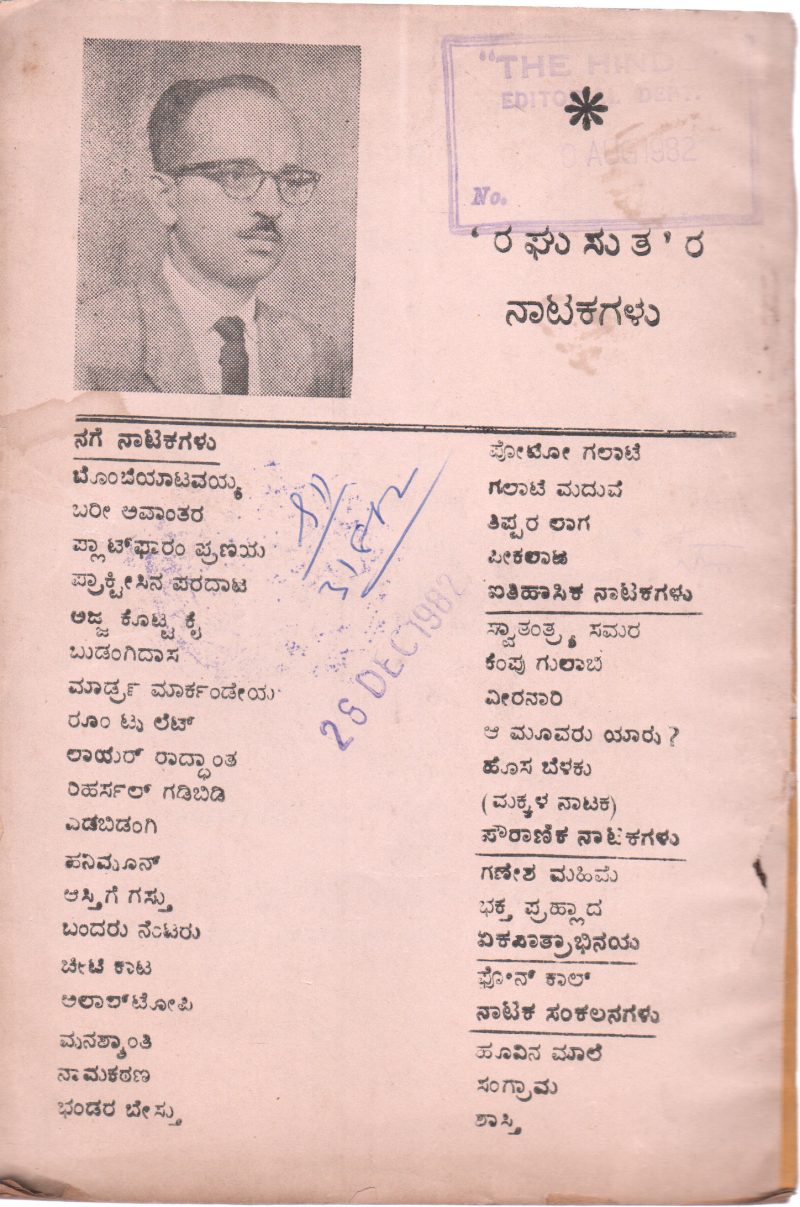 "THE HINDU
EDITORIAL DEPT.
AUG 1982
No.
'ರಘುಸುತ'ರ
ನಾಟಕಗಳು
ನಗೆ ನಾಟಕಗಳು
ಬೊಂಬೆಯಾಟವಯ್ಯ
ಬರೀ ಅವಾಂತರ
ಪ್ಲಾಟ್‌ಫಾರಂ ಪ್ರಣಯ
ಪ್ರಾಕ್ಟೀಸಿನ ಪರದಾಟ
ಅಜ್ಜ ಕೊಟ್ಟ ಕೈ
ಬುಡಂಗಿದಾಸ
ಮಾರ್ಡ್ರ್ ಮಾರ್ಕಂಡೇಯ
ರೂಂ ಟು ಲೆಟ್
ಲಾಯರ್ ರಾದ್ಧಾಂತ
ರಿಹರ್ಸಲ್ ಗಡಿಬಿಡಿ
ಎಡಬಿಡಂಗಿ
ಹನಿಮೂನ್
ಆಸ್ತಿಗೆ ಗಸ್ತು
ಬಂದರು ನೆಂಟರು
ಚೀಟಿ ಕಾಟ
ಅಲಾಲ್‌ಟೋಪಿ
ಮನಶ್ಶಾಂತಿ
ನಾಮಕರಣ
ಭಂಡರ ಬೇಸ್ತು
26 DEC 1982
ಪೋಟೋ ಗಲಾಟೆ
ಗಲಾಟೆ ಮದುವೆ
ತಿಪ್ಪರ ಲಾಗ
ಪೀಕಲಾಟ
ಐತಿಹಾಸಿಕ ನಾಟಕಗಳು
ಸ್ವಾತಂತ್ರ್ಯ ಸಮರ
ಕೆಂಪು ಗುಲಾಬಿ
ವೀರನಾರಿ
ಆ ಮೂವರು ಯಾರು?
ಹೊಸ ಬೆಳಕು
(ಮಕ್ಕಳ ನಾಟಕ)
ಪೌರಾಣಿಕ ನಾಟಕಗಳು
ಗಣೇಶ ಮಹಿಮೆ
ಭಕ್ತ ಪ್ರಹ್ಲಾದ
ಏಕಪಾತ್ರಾಭಿನಯ
ಫೋನ್ ಕಾಲ್
ನಾಟಕ ಸಂಕಲನಗಳು
ಹೂವಿನ ಮಾಲೆ
ಸಂಗ್ರಾಮ
ಶಾಸ್ತಿ